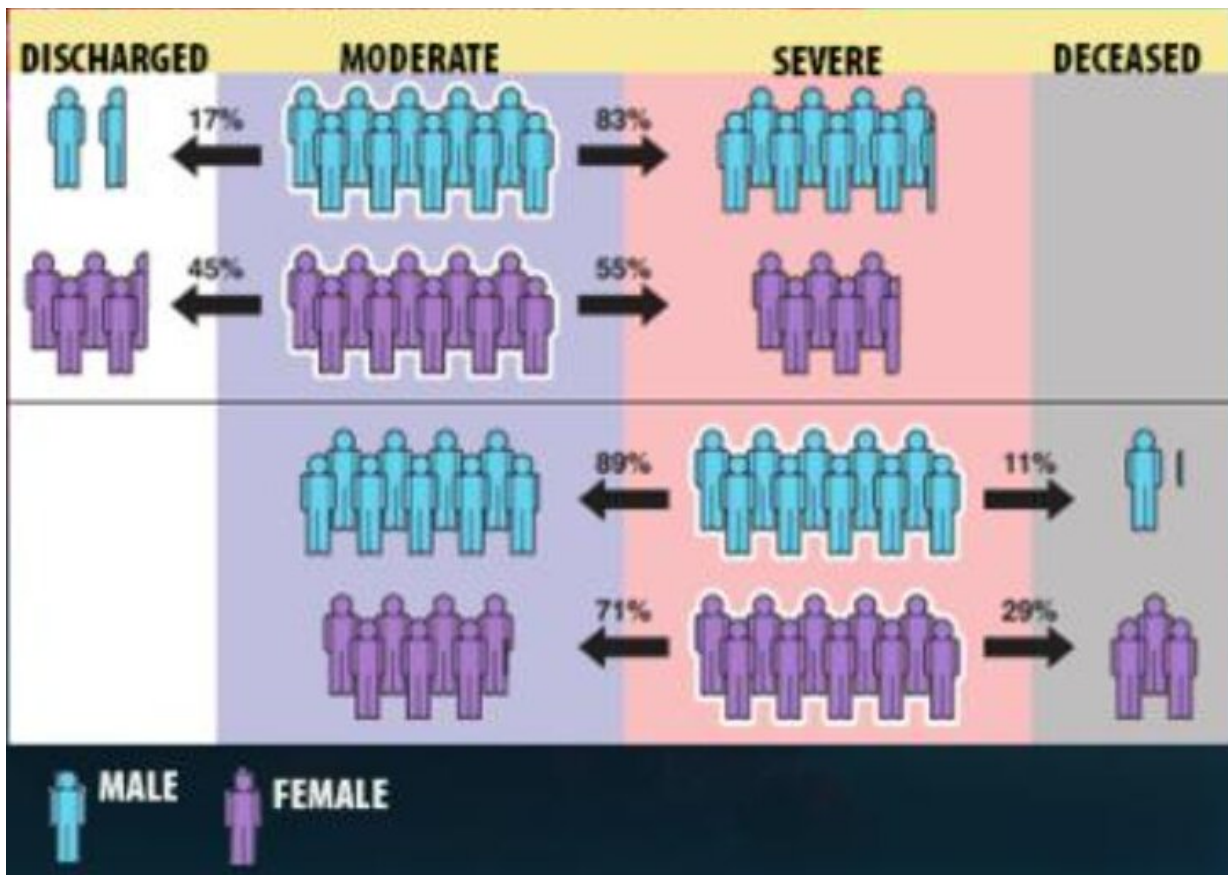 DISCHARGED MODERATE SEVERE DECEASED
17% 83%
45% 55%
89% 11%
71% 29%
MALE FEMALE